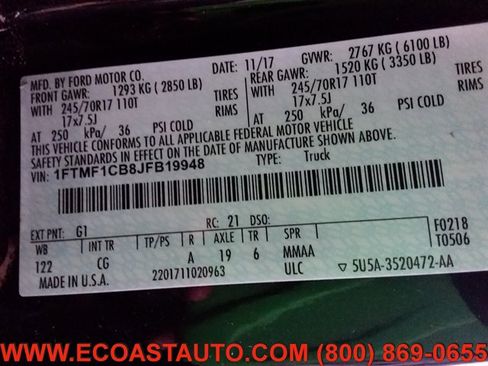 MFD. BY FORD MOTOR CO.
DATE: 11/17
GVWR: 2767 KG (6100 LB)
FRONT GAWR: 1293 KG (2850 LB)
REAR GAWR: 1520 KG (3350 LB)
245/70R17 110T TIRES
245/70R17 110T TIRES
17x7.5J RIMS
17x7.5J RIMS
AT 250 kPa/ 36 PSI COLD
AT 250 kPa/ 36 PSI COLD
THIS VEHICLE CONFORMS TO ALL APPLICABLE FEDERAL MOTOR VEHICLE
SAFETY STANDARDS IN EFFECT ON THE DATE OF MANUFACTURE SHOWN ABOVE.
VIN: 1FTMF1CB8JFB19948
TYPE: Truck
EXT PNT: G1 RC: 21 DSO:
WB INT TR TP/PS R AXLE TR SPR
122 CG A 19 6 MMAA
F0218
T0506
MADE IN U.S.A. 2201711020963 ULC ▽ 5U5A-3520472-AA
WWW.ECOASTAUTO.COM (800) 869-0655